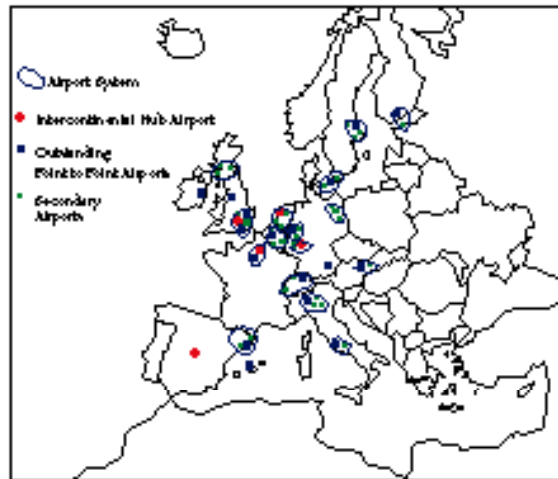 Airport System
Intercontinental Hub Airport
Outstanding
Point to Point Airports
Secondary
Airports